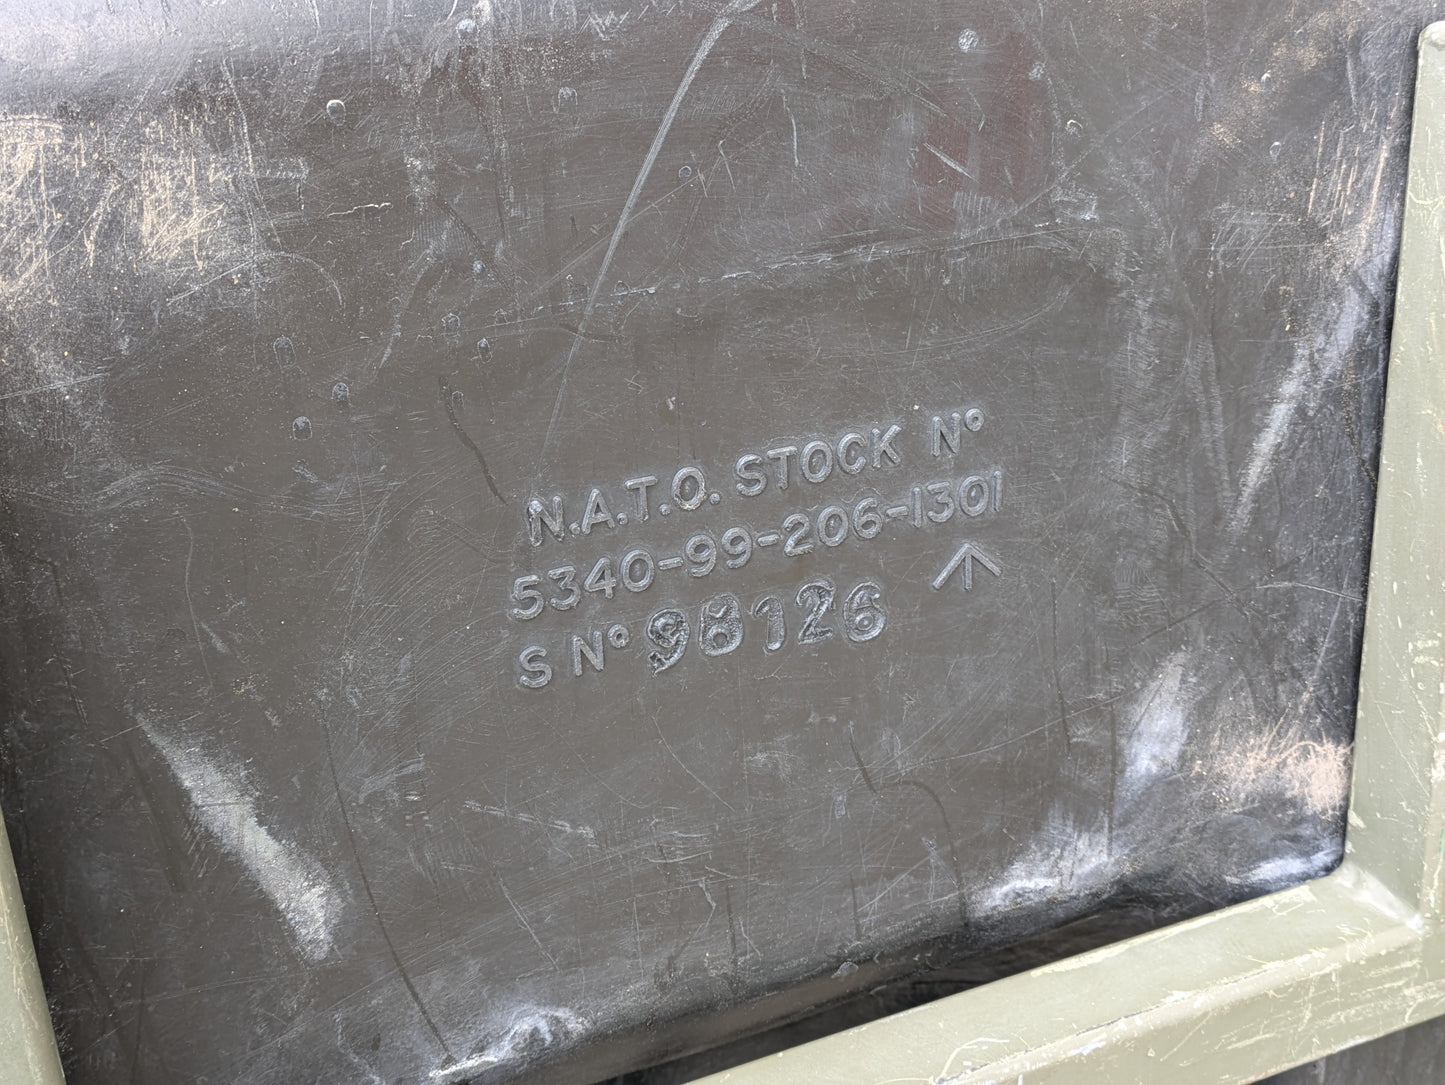 N.A.T.O. STOCK Nº
5340-99-206-1301
S Nº 98126